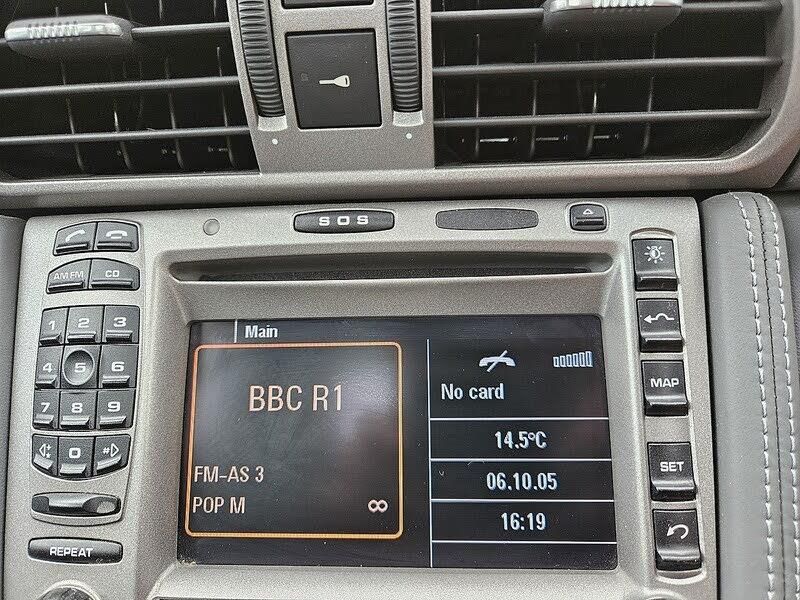 SOS
AM FM CD
1 2 3
4 5 6
7 8 9
0 #
REPEAT
Main
BBC R1
FM-AS 3
POP M ∞
No card
14.5°C
06.10.05
16:19
MAP
SET